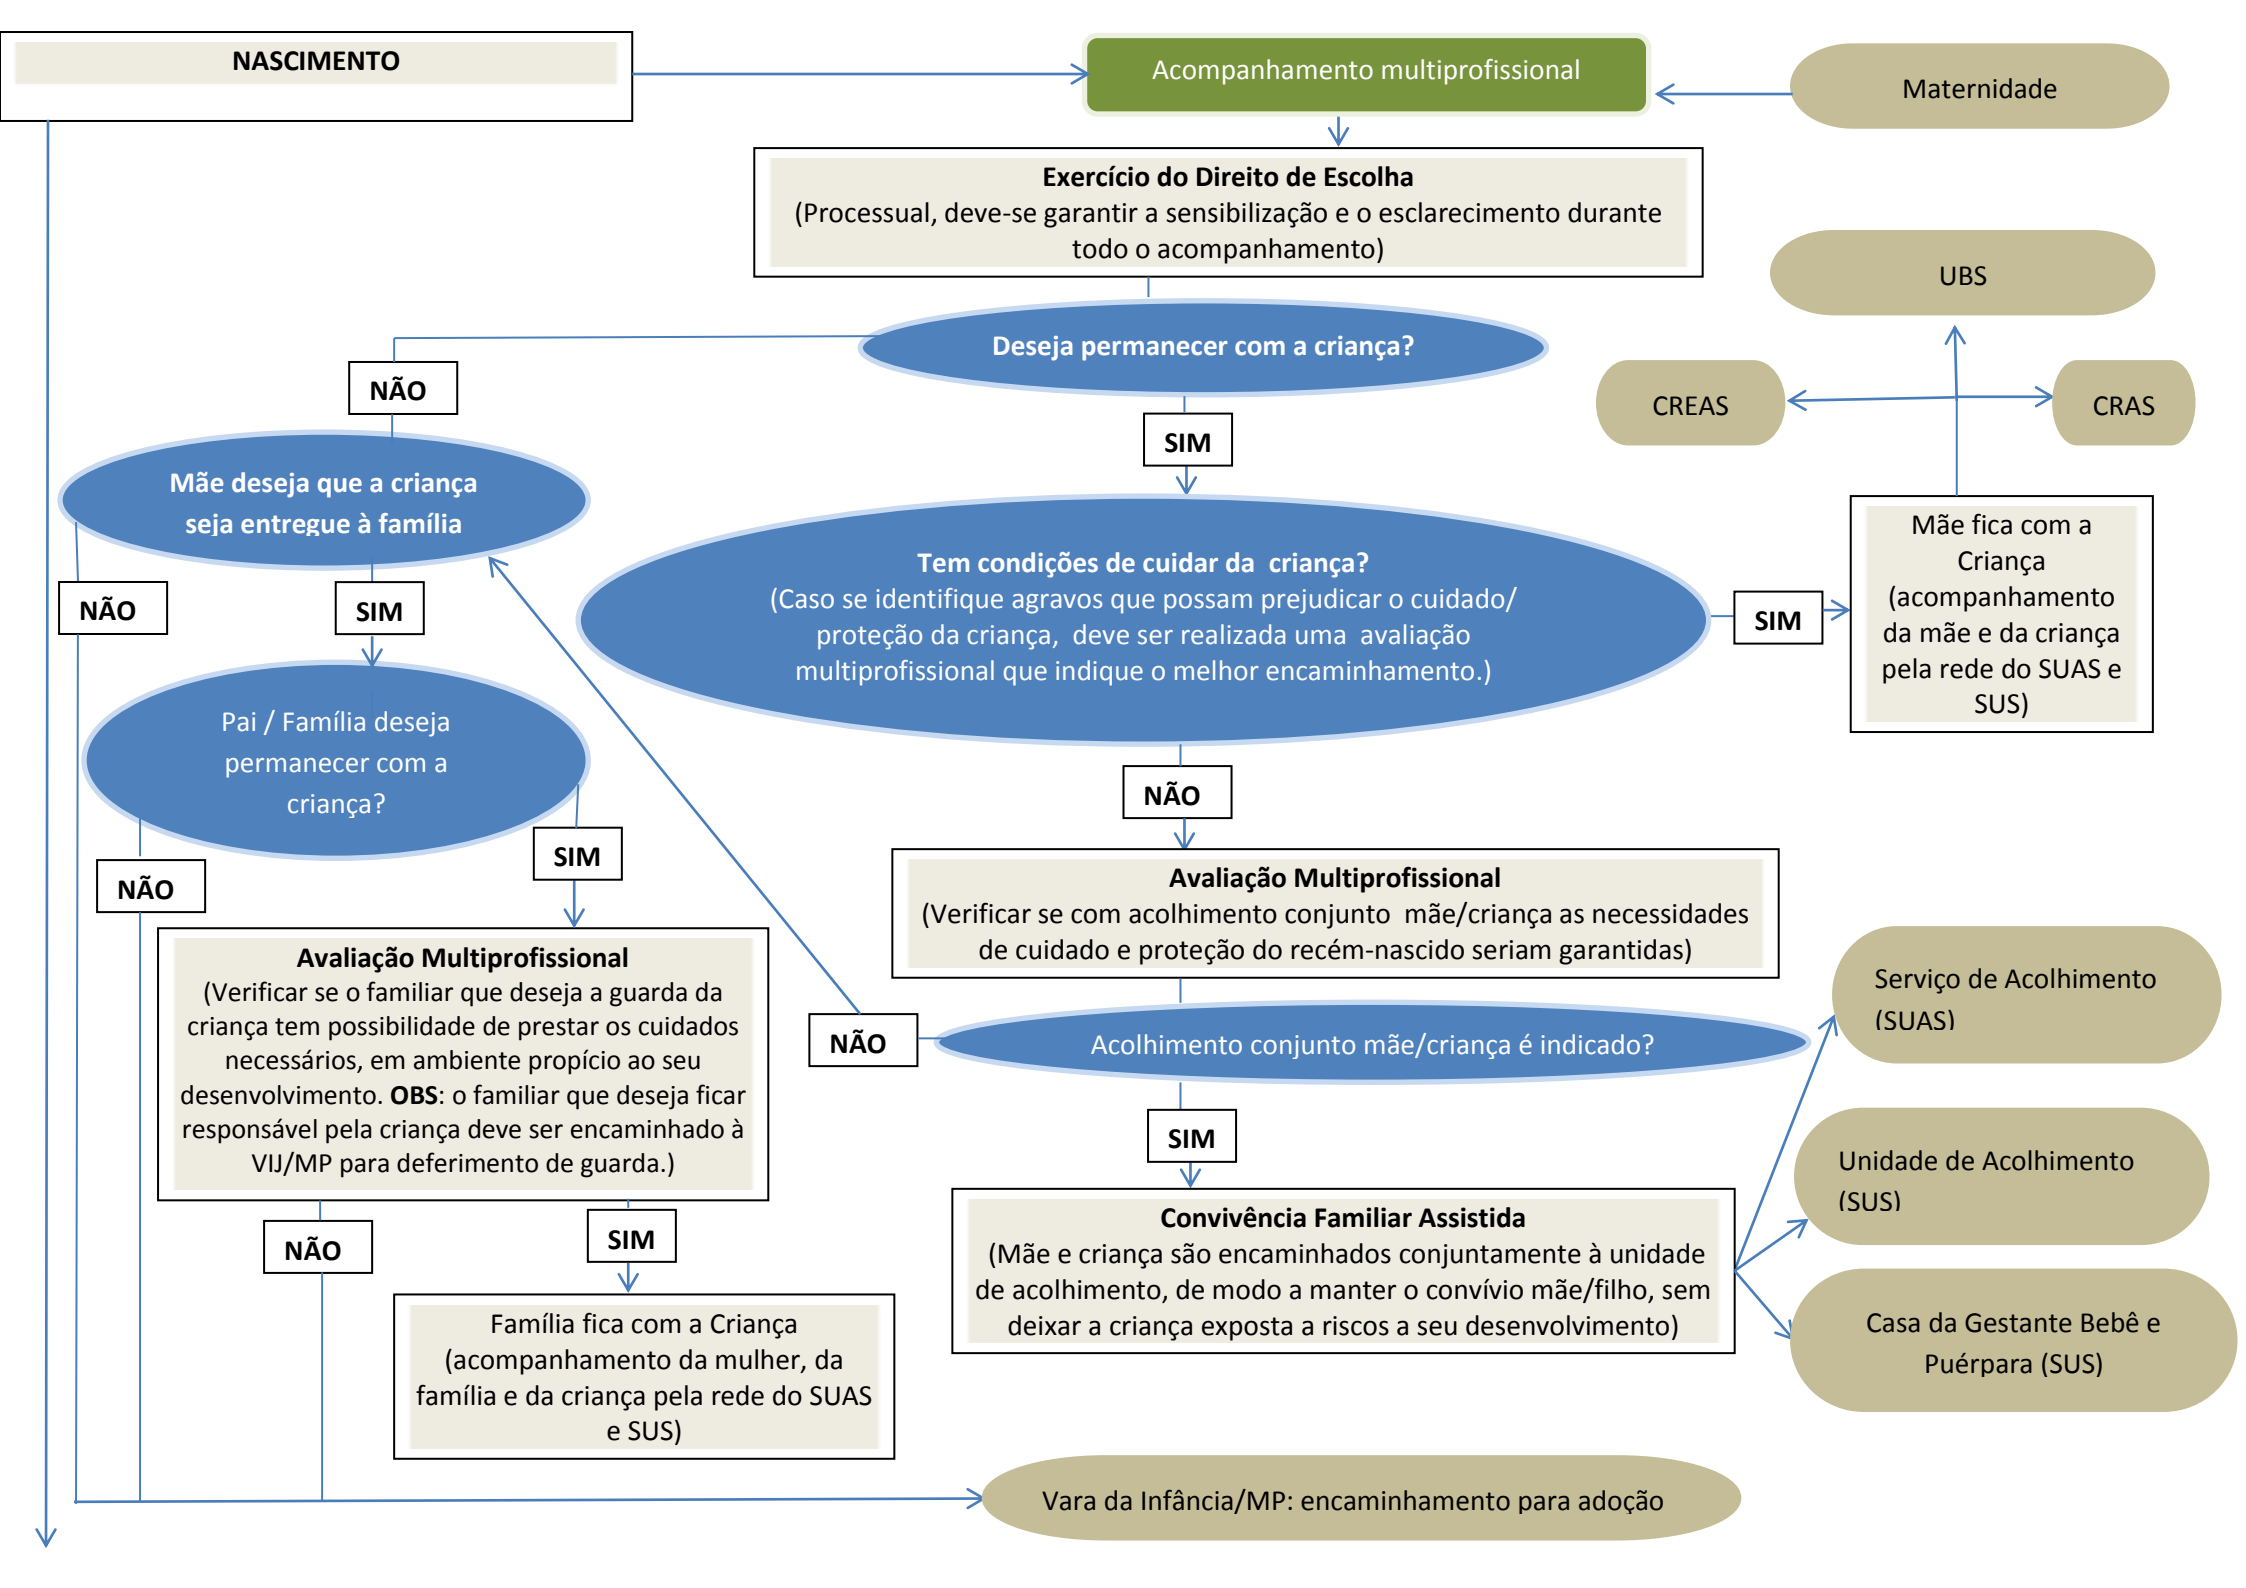 NASCIMENTO
Acompanhamento multiprofissional
Maternidade
Exercício do Direito de Escolha
(Processual, deve-se garantir a sensibilização e o esclarecimento durante
todo o acompanhamento)
UBS
Deseja permanecer com a criança?
NÃO
CREAS
CRAS
SIM
Mãe deseja que a criança
seja entregue à família
Tem condições de cuidar da criança?
(Caso se identifique agravos que possam prejudicar o cuidado/
proteção da criança, deve ser realizada uma avaliação
multiprofissional que indique o melhor encaminhamento.)
SIM
Mãe fica com a
Criança
(acompanhamento
da mãe e da criança
pela rede do SUAS e
SUS)
NÃO
SIM
Pai / Família deseja
permanecer com a
criança?
NÃO
SIM
NÃO
Avaliação Multiprofissional
(Verificar se com acolhimento conjunto mãe/criança as necessidades
de cuidado e proteção do recém-nascido seriam garantidas)
Avaliação Multiprofissional
(Verificar se o familiar que deseja a guarda da
criança tem possibilidade de prestar os cuidados
necessários, em ambiente propício ao seu
desenvolvimento. OBS: o familiar que deseja ficar
responsável pela criança deve ser encaminhado à
VIJ/MP para deferimento de guarda.)
NÃO
Acolhimento conjunto mãe/criança é indicado?
Serviço de Acolhimento
(SUAS)
SIM
Unidade de Acolhimento
(SUS)
NÃO
SIM
Convivência Familiar Assistida
(Mãe e criança são encaminhados conjuntamente à unidade
de acolhimento, de modo a manter o convívio mãe/filho, sem
deixar a criança exposta a riscos a seu desenvolvimento)
Casa da Gestante Bebê e
Puérpara (SUS)
Família fica com a Criança
(acompanhamento da mulher, da
família e da criança pela rede do SUAS
e SUS)
Vara da Infância/MP: encaminhamento para adoção